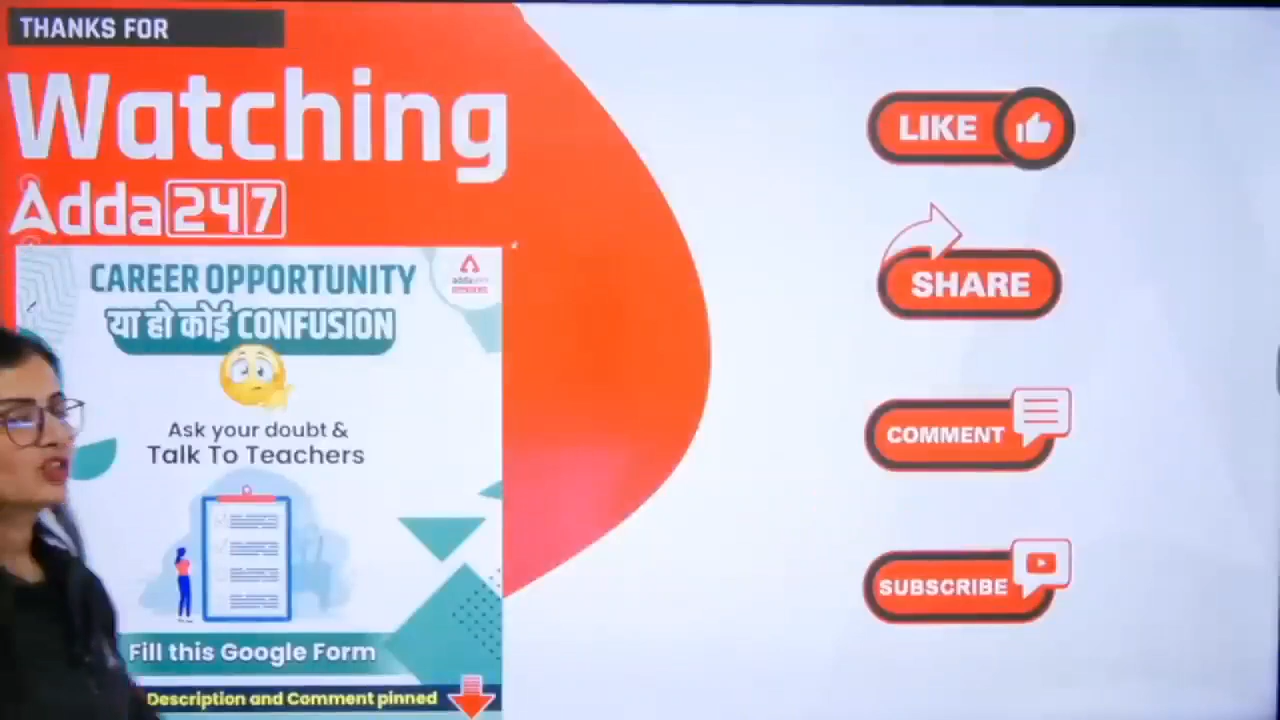 THANKS FOR
Watching
Adda247
CAREER OPPORTUNITY
या हो कोई CONFUSION
Ask your doubt &
Talk To Teachers
Fill this Google Form
Description and Comment pinned
LIKE
SHARE
COMMENT
SUBSCRIBE